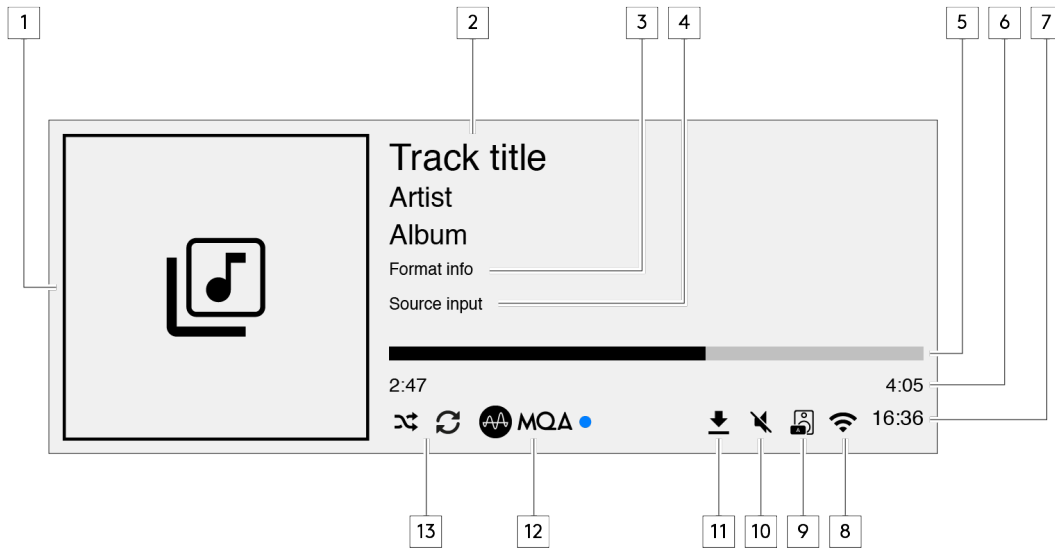 1 2 3 4 5 6 7
Track title
Artist
Album
Format info
Source input
2:47 4:05
MQA 16:36
A
13 12 11 10 9 8